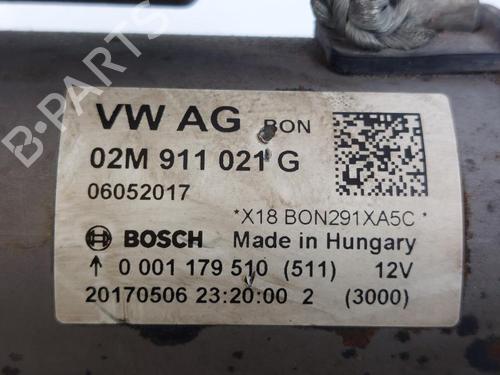 VW AG BON
02M 911 021 G
06052017
*X18 BON291XA5C *
BOSCH Made in Hungary
↑ 0 001 179 510 (511) 12V
20170506 23:20:00 2 (3000)
B-PARTS